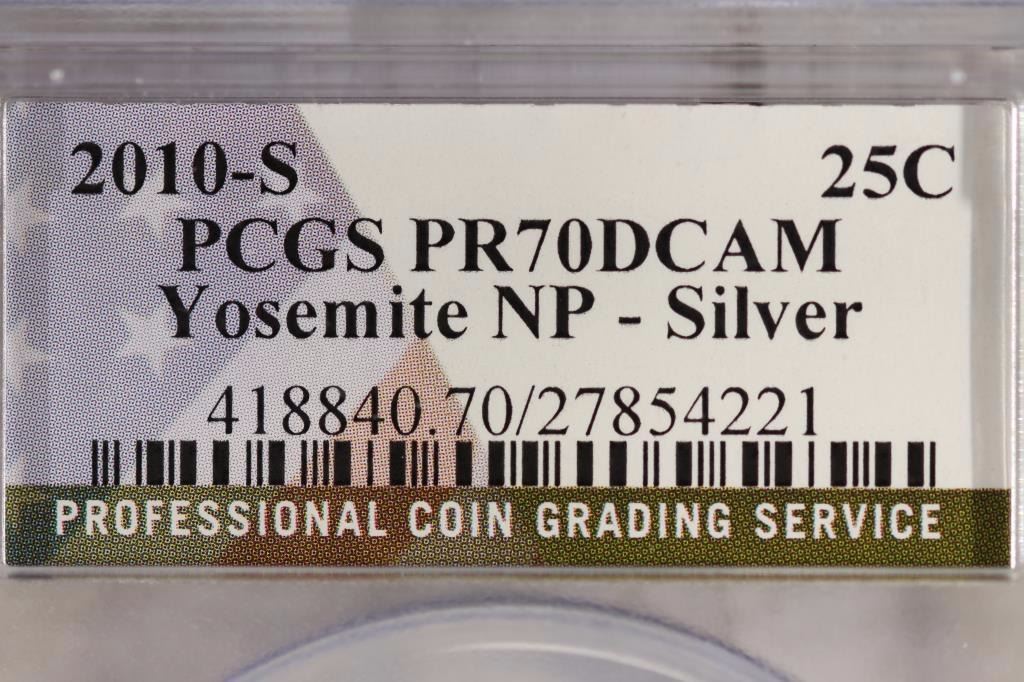 2010-S 25C
PCGS PR70DCAM
Yosemite NP - Silver
418840.70/27854221
PROFESSIONAL COIN GRADING SERVICE